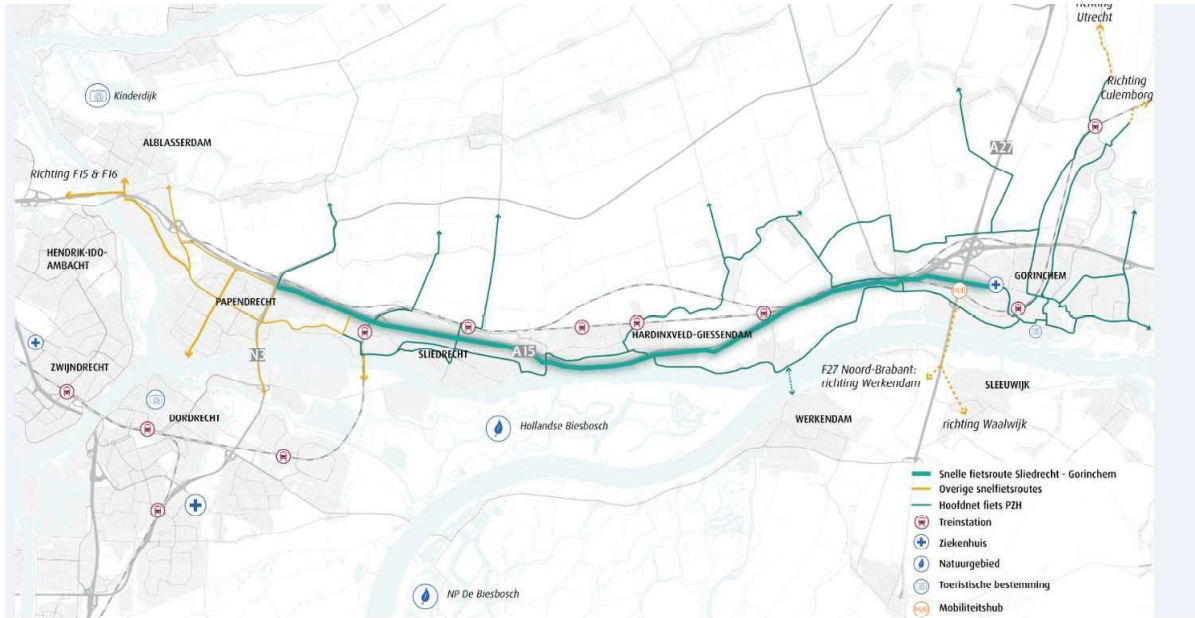 richting
Utrecht
Richting
Culemborg
Kinderdijk
ALBLASSERDAM
A27
Richting F15 & F16
HENDRIK-IDO-
AMBACHT
GORINCHEM
PAPENDRECHT
HUB
HARDINXVELD-GIESSENDAM
N3
SLIEDRECHT
A15
ZWIJNDRECHT
F27 Noord-Brabant:
richting Werkendam
SLEEUWIJK
DORDRECHT
WERKENDAM
richting Waalwijk
Hollandse Biesbosch
Snelle fietsroute Sliedrecht - Gorinchem
Overige snelfietsroutes
Hoofdnet fiets PZH
Treinstation
Ziekenhuis
Natuurgebied
Toeristische bestemming
NP De Biesbosch
HUB
Mobiliteitshub